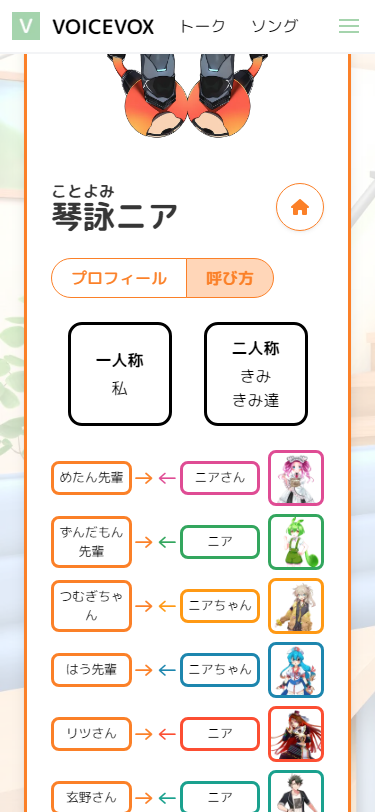 V VOICEVOX トーク ソング
ことよみ
琴詠ニア
プロフィール 呼び方
一人称
私
二人称
きみ
きみ達
めたん先輩 → ← ニアさん
ずんだもん
先輩 → ← ニア
つむぎちゃ
ん → ← ニアちゃん
はう先輩 → ← ニアちゃん
リツさん → ← ニア
玄野さん → ← ニア